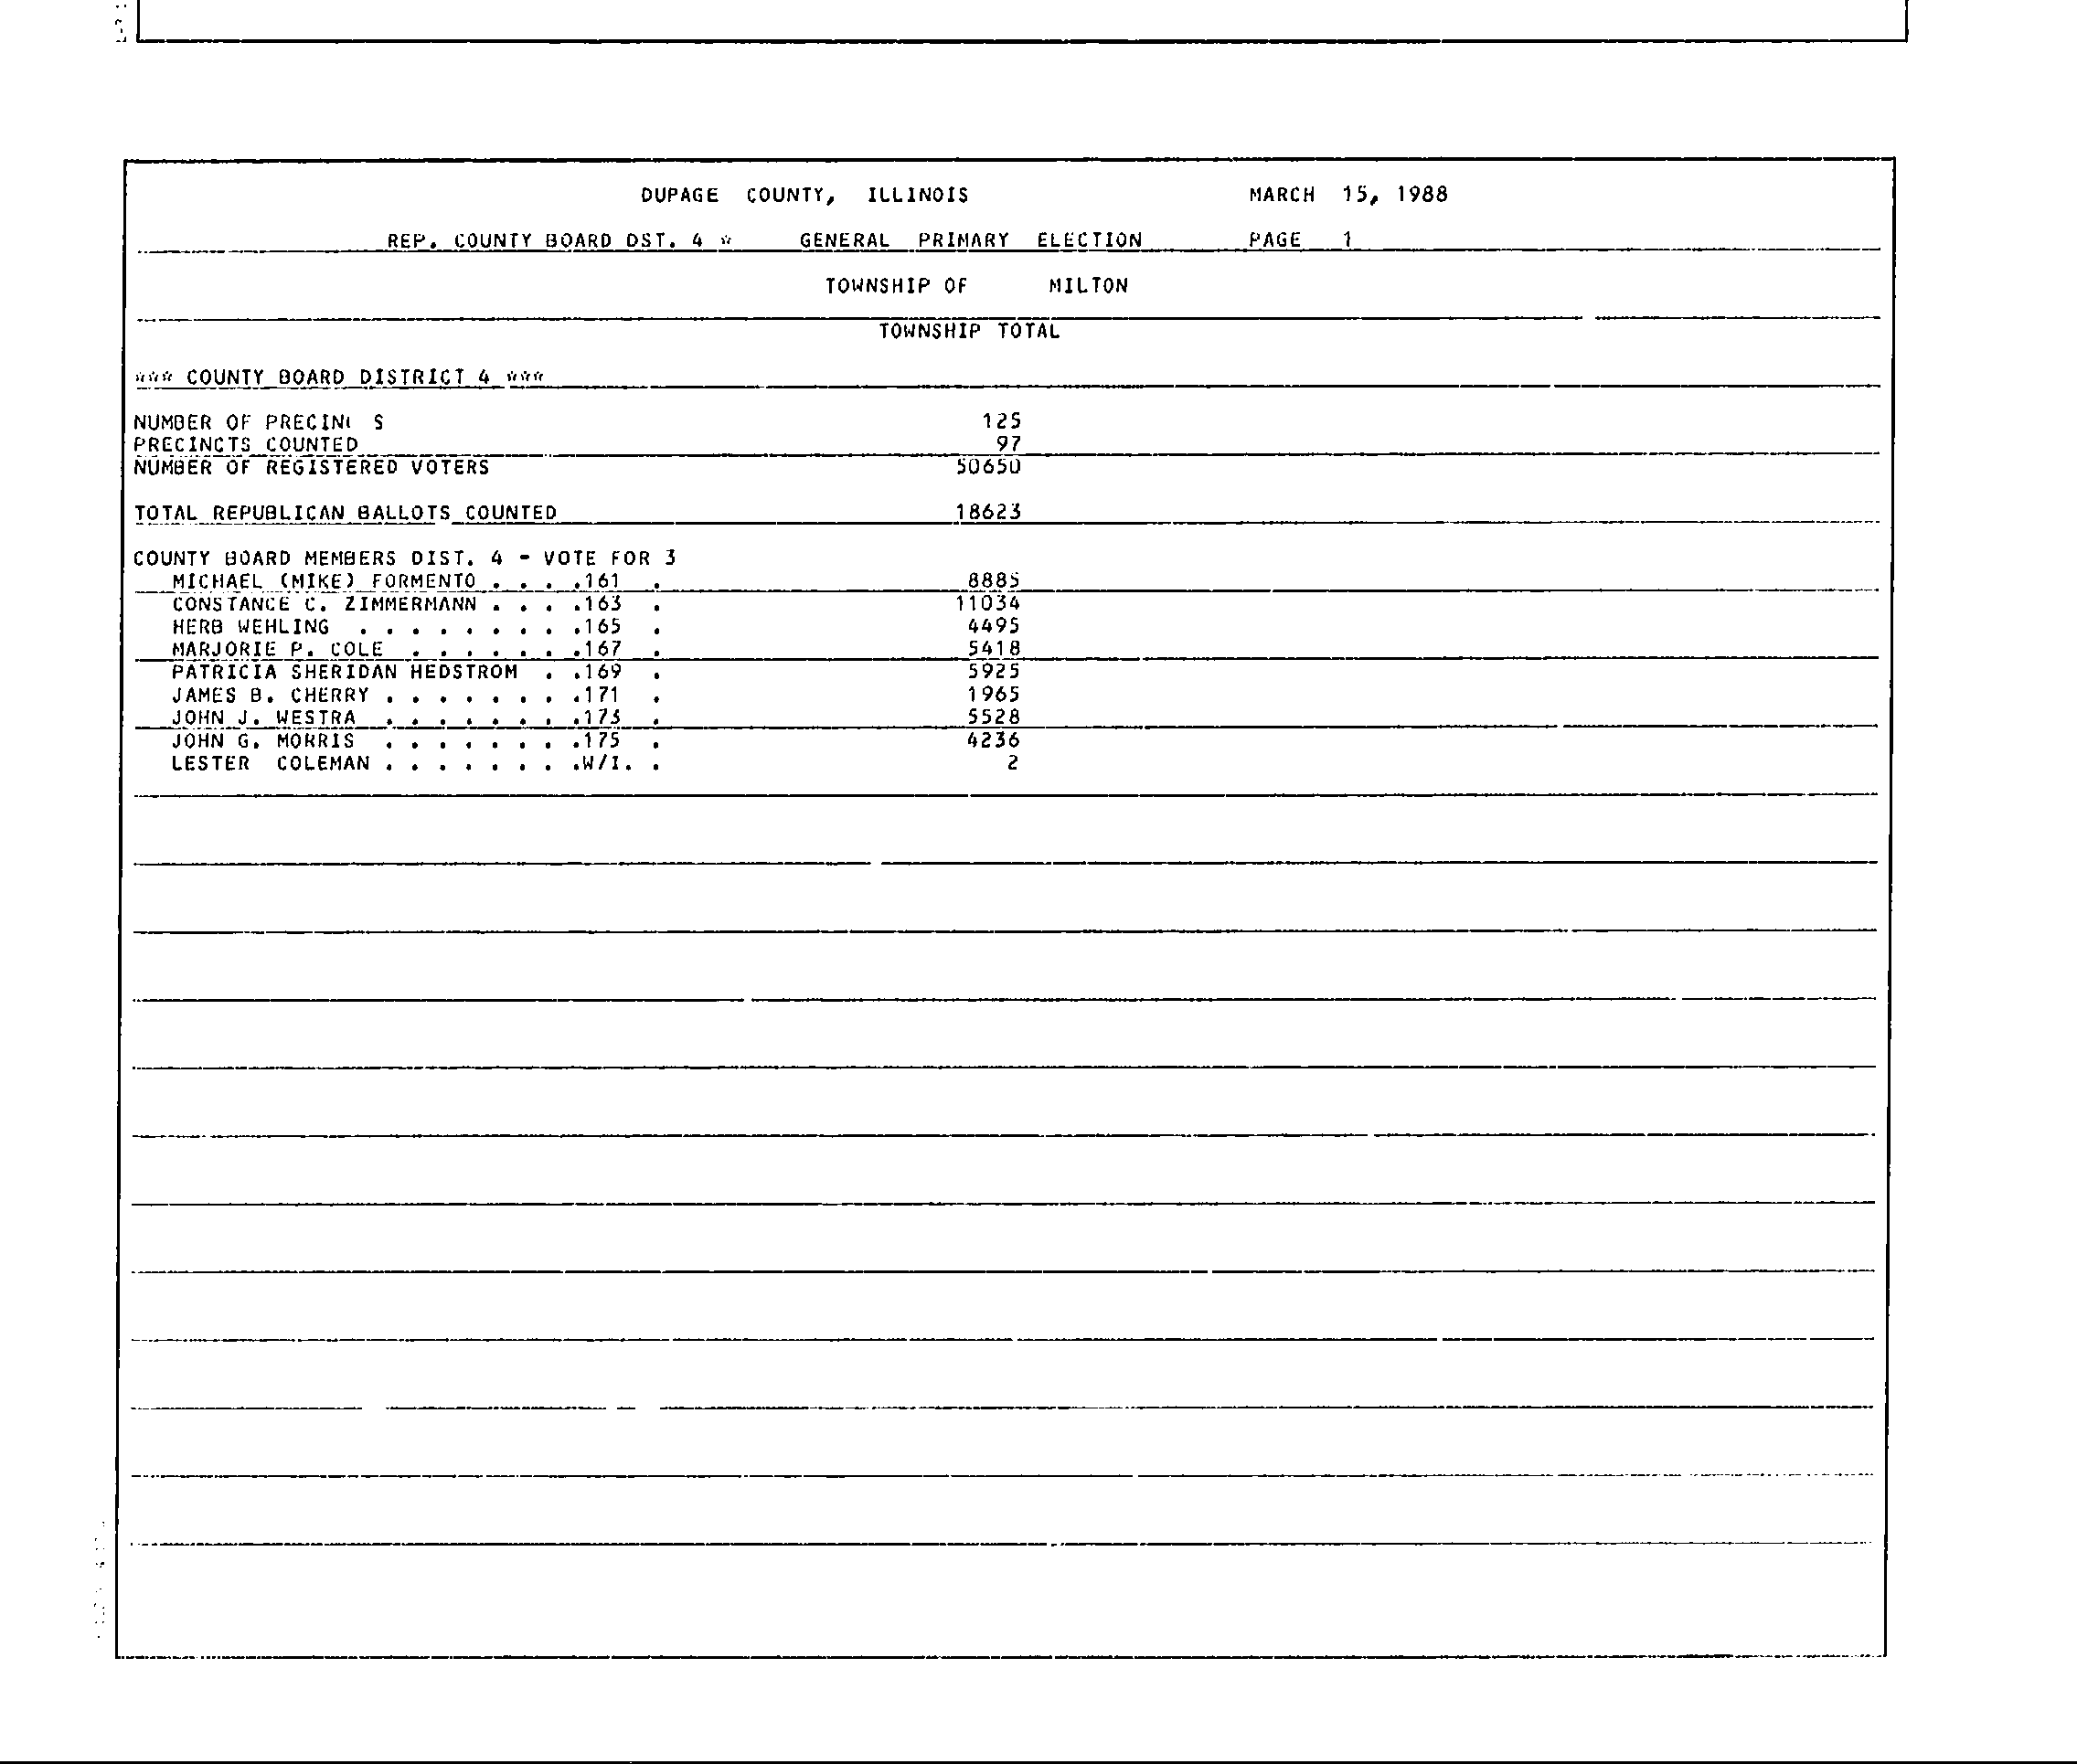 DUPAGE COUNTY, ILLINOIS MARCH 15, 1988
REP. COUNTY BOARD DST. 4 * GENERAL PRIMARY ELECTION PAGE 1
TOWNSHIP OF MILTON
TOWNSHIP TOTAL
*** COUNTY BOARD DISTRICT 4 ***
NUMBER OF S 125
PRECINCTS COUNTED 97
NUMBER OF REGISTERED VOTERS 50650
TOTAL REPUBLICAN BALLOTS COUNTED 18623
COUNTY BOARD MEMBERS DIST. 4 - VOTE FOR 3
MICHAEL (MIKE) FORMENTO . . . .161 . 8885
CONSTANCE C. ZIMMERMANN . . . .163 . 11034
HERB WEHLING . . . . . . . . .165 . 4495
MARJORIE P. COLE . . . . . . .167 . 5418
PATRICIA SHERIDAN HEDSTROM . .169 . 5925
JAMES B. CHERRY . . . . . . . .171 . 1965
JOHN J. WESTRA . . . . . . . .173 . 5528
JOHN G. MORRIS . . . . . . . .175 . 4236
LESTER COLEMAN . . . . . . . .W/I. . 2